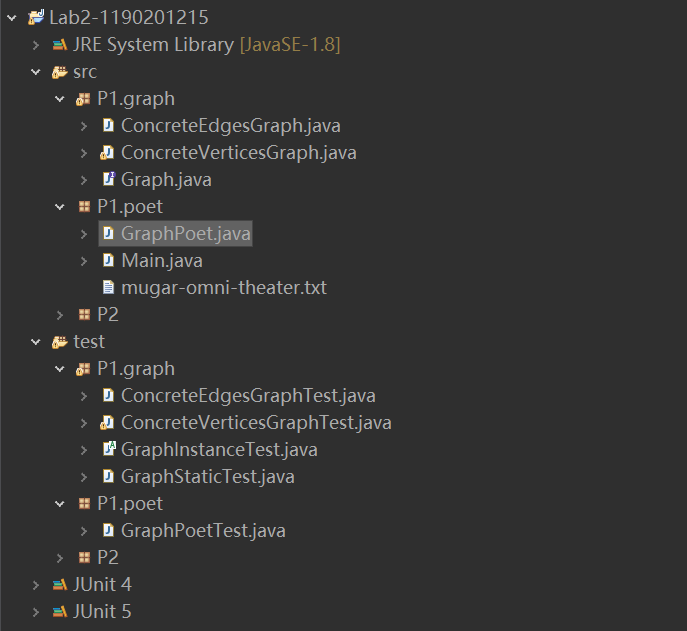 Lab2-1190201215
JRE System Library [JavaSE-1.8]
src
P1.graph
ConcreteEdgesGraph.java
ConcreteVerticesGraph.java
Graph.java
P1.poet
GraphPoet.java
Main.java
mugar-omni-theater.txt
P2
test
P1.graph
ConcreteEdgesGraphTest.java
ConcreteVerticesGraphTest.java
GraphInstanceTest.java
GraphStaticTest.java
P1.poet
GraphPoetTest.java
P2
JUnit 4
JUnit 5